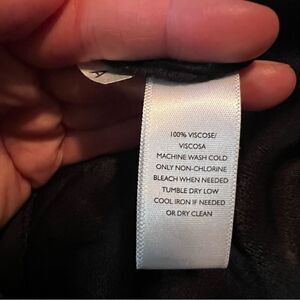 A
100% VISCOSE/
VISCOSA
MACHINE WASH COLD
ONLY NON-CHLORINE
BLEACH WHEN NEEDED
TUMBLE DRY LOW
COOL IRON IF NEEDED
OR DRY CLEAN